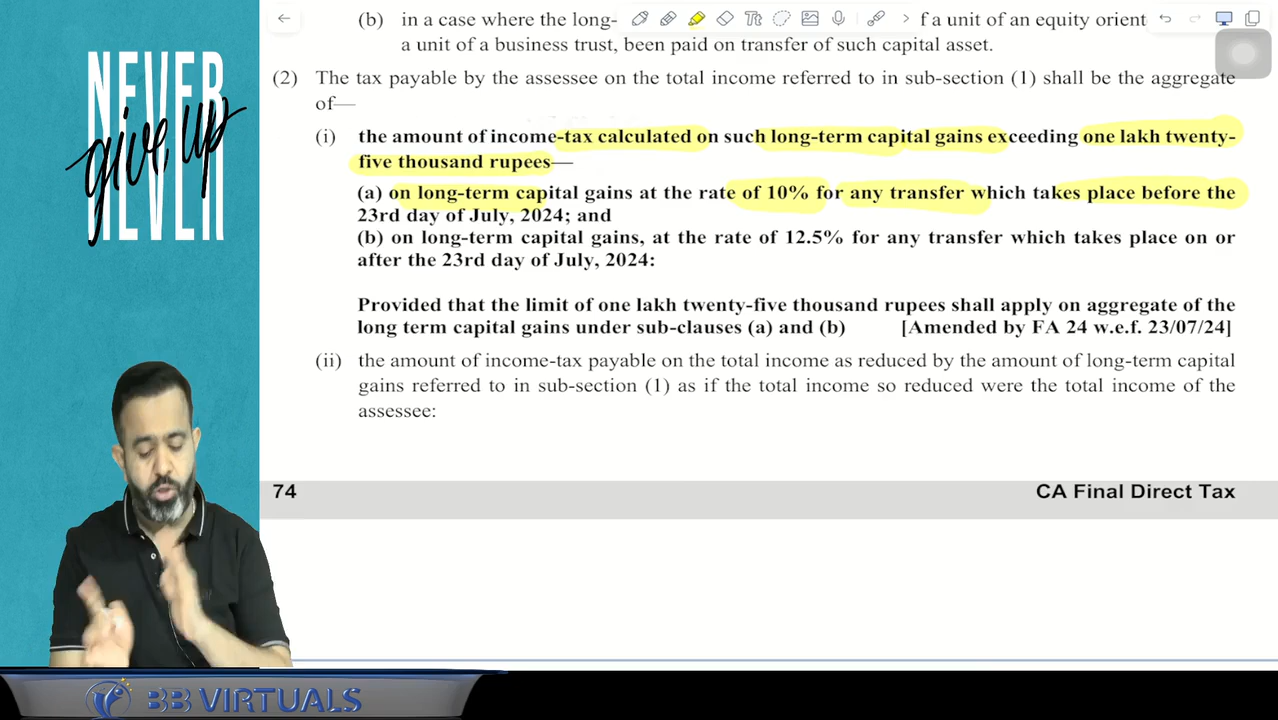 (b) in a case where the long-
f a unit of an equity orient
a unit of a business trust, been paid on transfer of such capital asset.
(2) The tax payable by the assessee on the total income referred to in sub-section (1) shall be the aggregate
of—
(i) the amount of income-tax calculated on such long-term capital gains exceeding one lakh twenty-
five thousand rupees—
(a) on long-term capital gains at the rate of 10% for any transfer which takes place before the
23rd day of July, 2024; and
(b) on long-term capital gains, at the rate of 12.5% for any transfer which takes place on or
after the 23rd day of July, 2024:
Provided that the limit of one lakh twenty-five thousand rupees shall apply on aggregate of the
long term capital gains under sub-clauses (a) and (b) [Amended by FA 24 w.e.f. 23/07/24]
(ii) the amount of income-tax payable on the total income as reduced by the amount of long-term capital
gains referred to in sub-section (1) as if the total income so reduced were the total income of the
assessee:
74 CA Final Direct Tax
NEVER
give up
NEVER
BB VIRTUALS